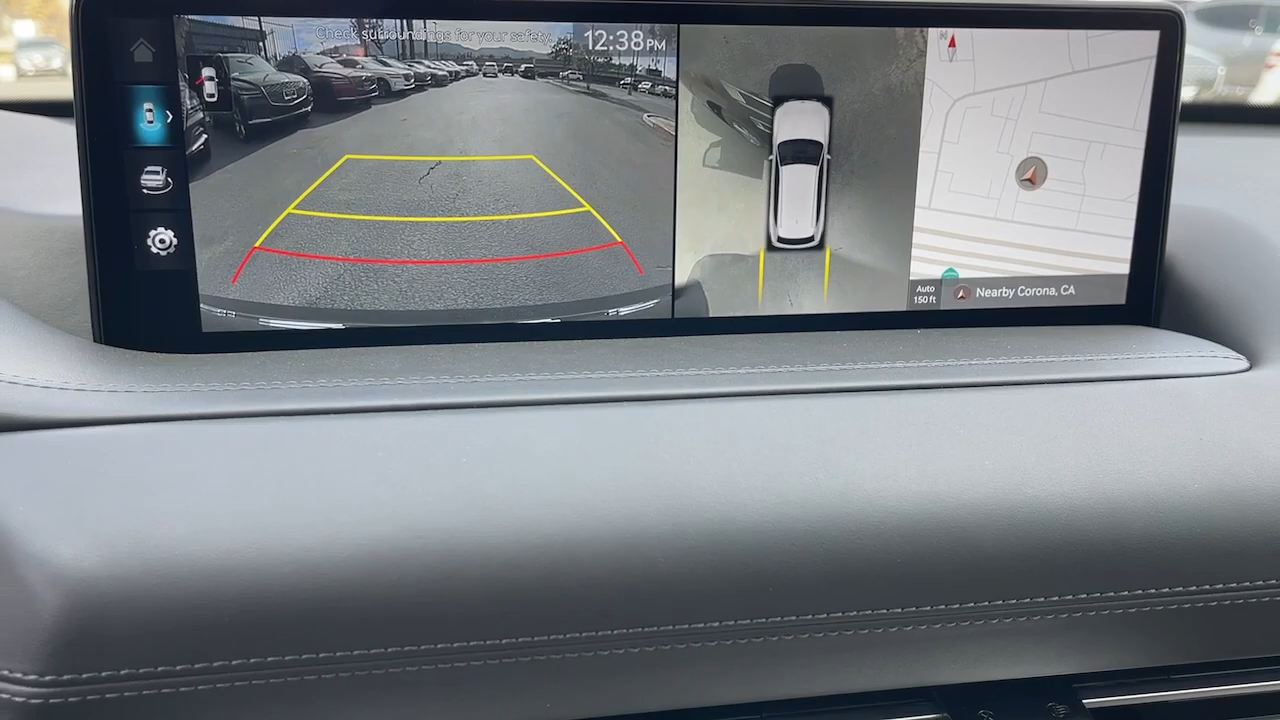 Check surroundings for your safety.
12:38 PM
N
Auto
150 ft
Nearby Corona, CA